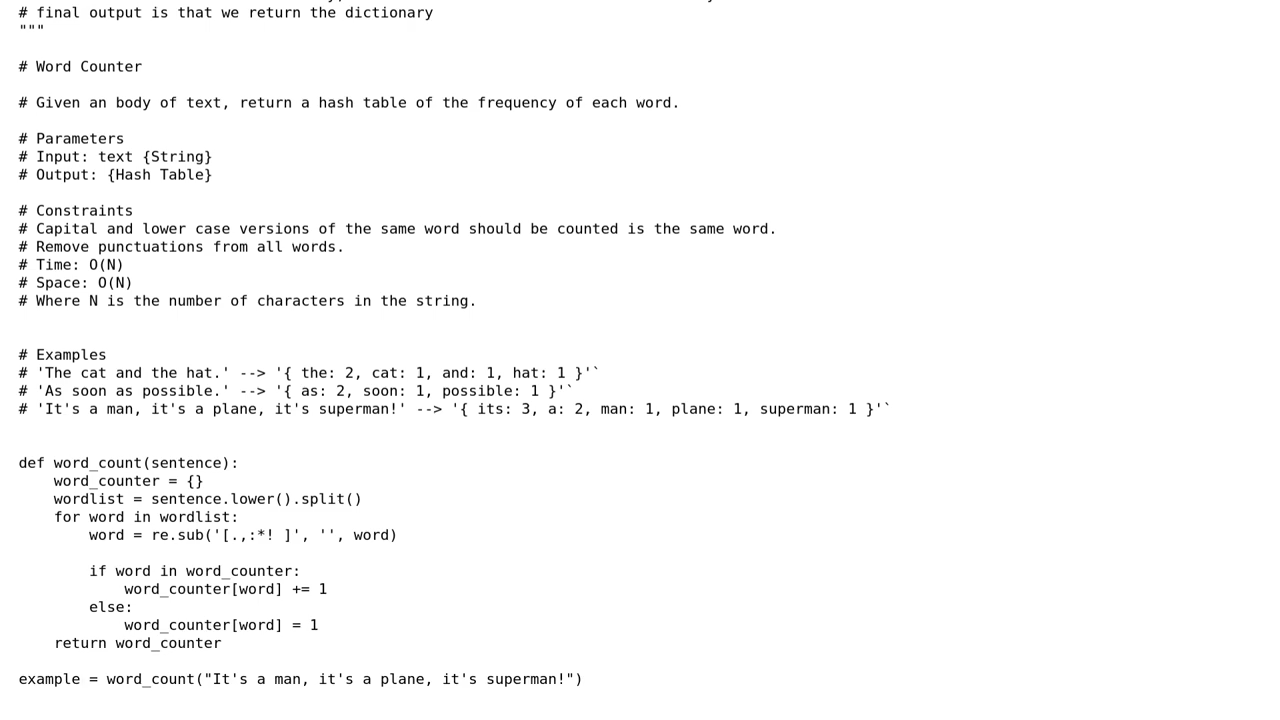 # final output is that we return the dictionary
"""
# Word Counter
# Given an body of text, return a hash table of the frequency of each word.
# Parameters
# Input: text {String}
# Output: {Hash Table}
# Constraints
# Capital and lower case versions of the same word should be counted is the same word.
# Remove punctuations from all words.
# Time: O(N)
# Space: O(N)
# Where N is the number of characters in the string.
# Examples
# 'The cat and the hat.' --> '{ the: 2, cat: 1, and: 1, hat: 1 }'`
# 'As soon as possible.' --> '{ as: 2, soon: 1, possible: 1 }'`
# 'It's a man, it's a plane, it's superman!' --> '{ its: 3, a: 2, man: 1, plane: 1, superman: 1 }'`
def word_count(sentence):
    word_counter = {}
    wordlist = sentence.lower().split()
    for word in wordlist:
        word = re.sub('[.,:*! ]', '', word)
        if word in word_counter:
            word_counter[word] += 1
        else:
            word_counter[word] = 1
    return word_counter
example = word_count("It's a man, it's a plane, it's superman!")